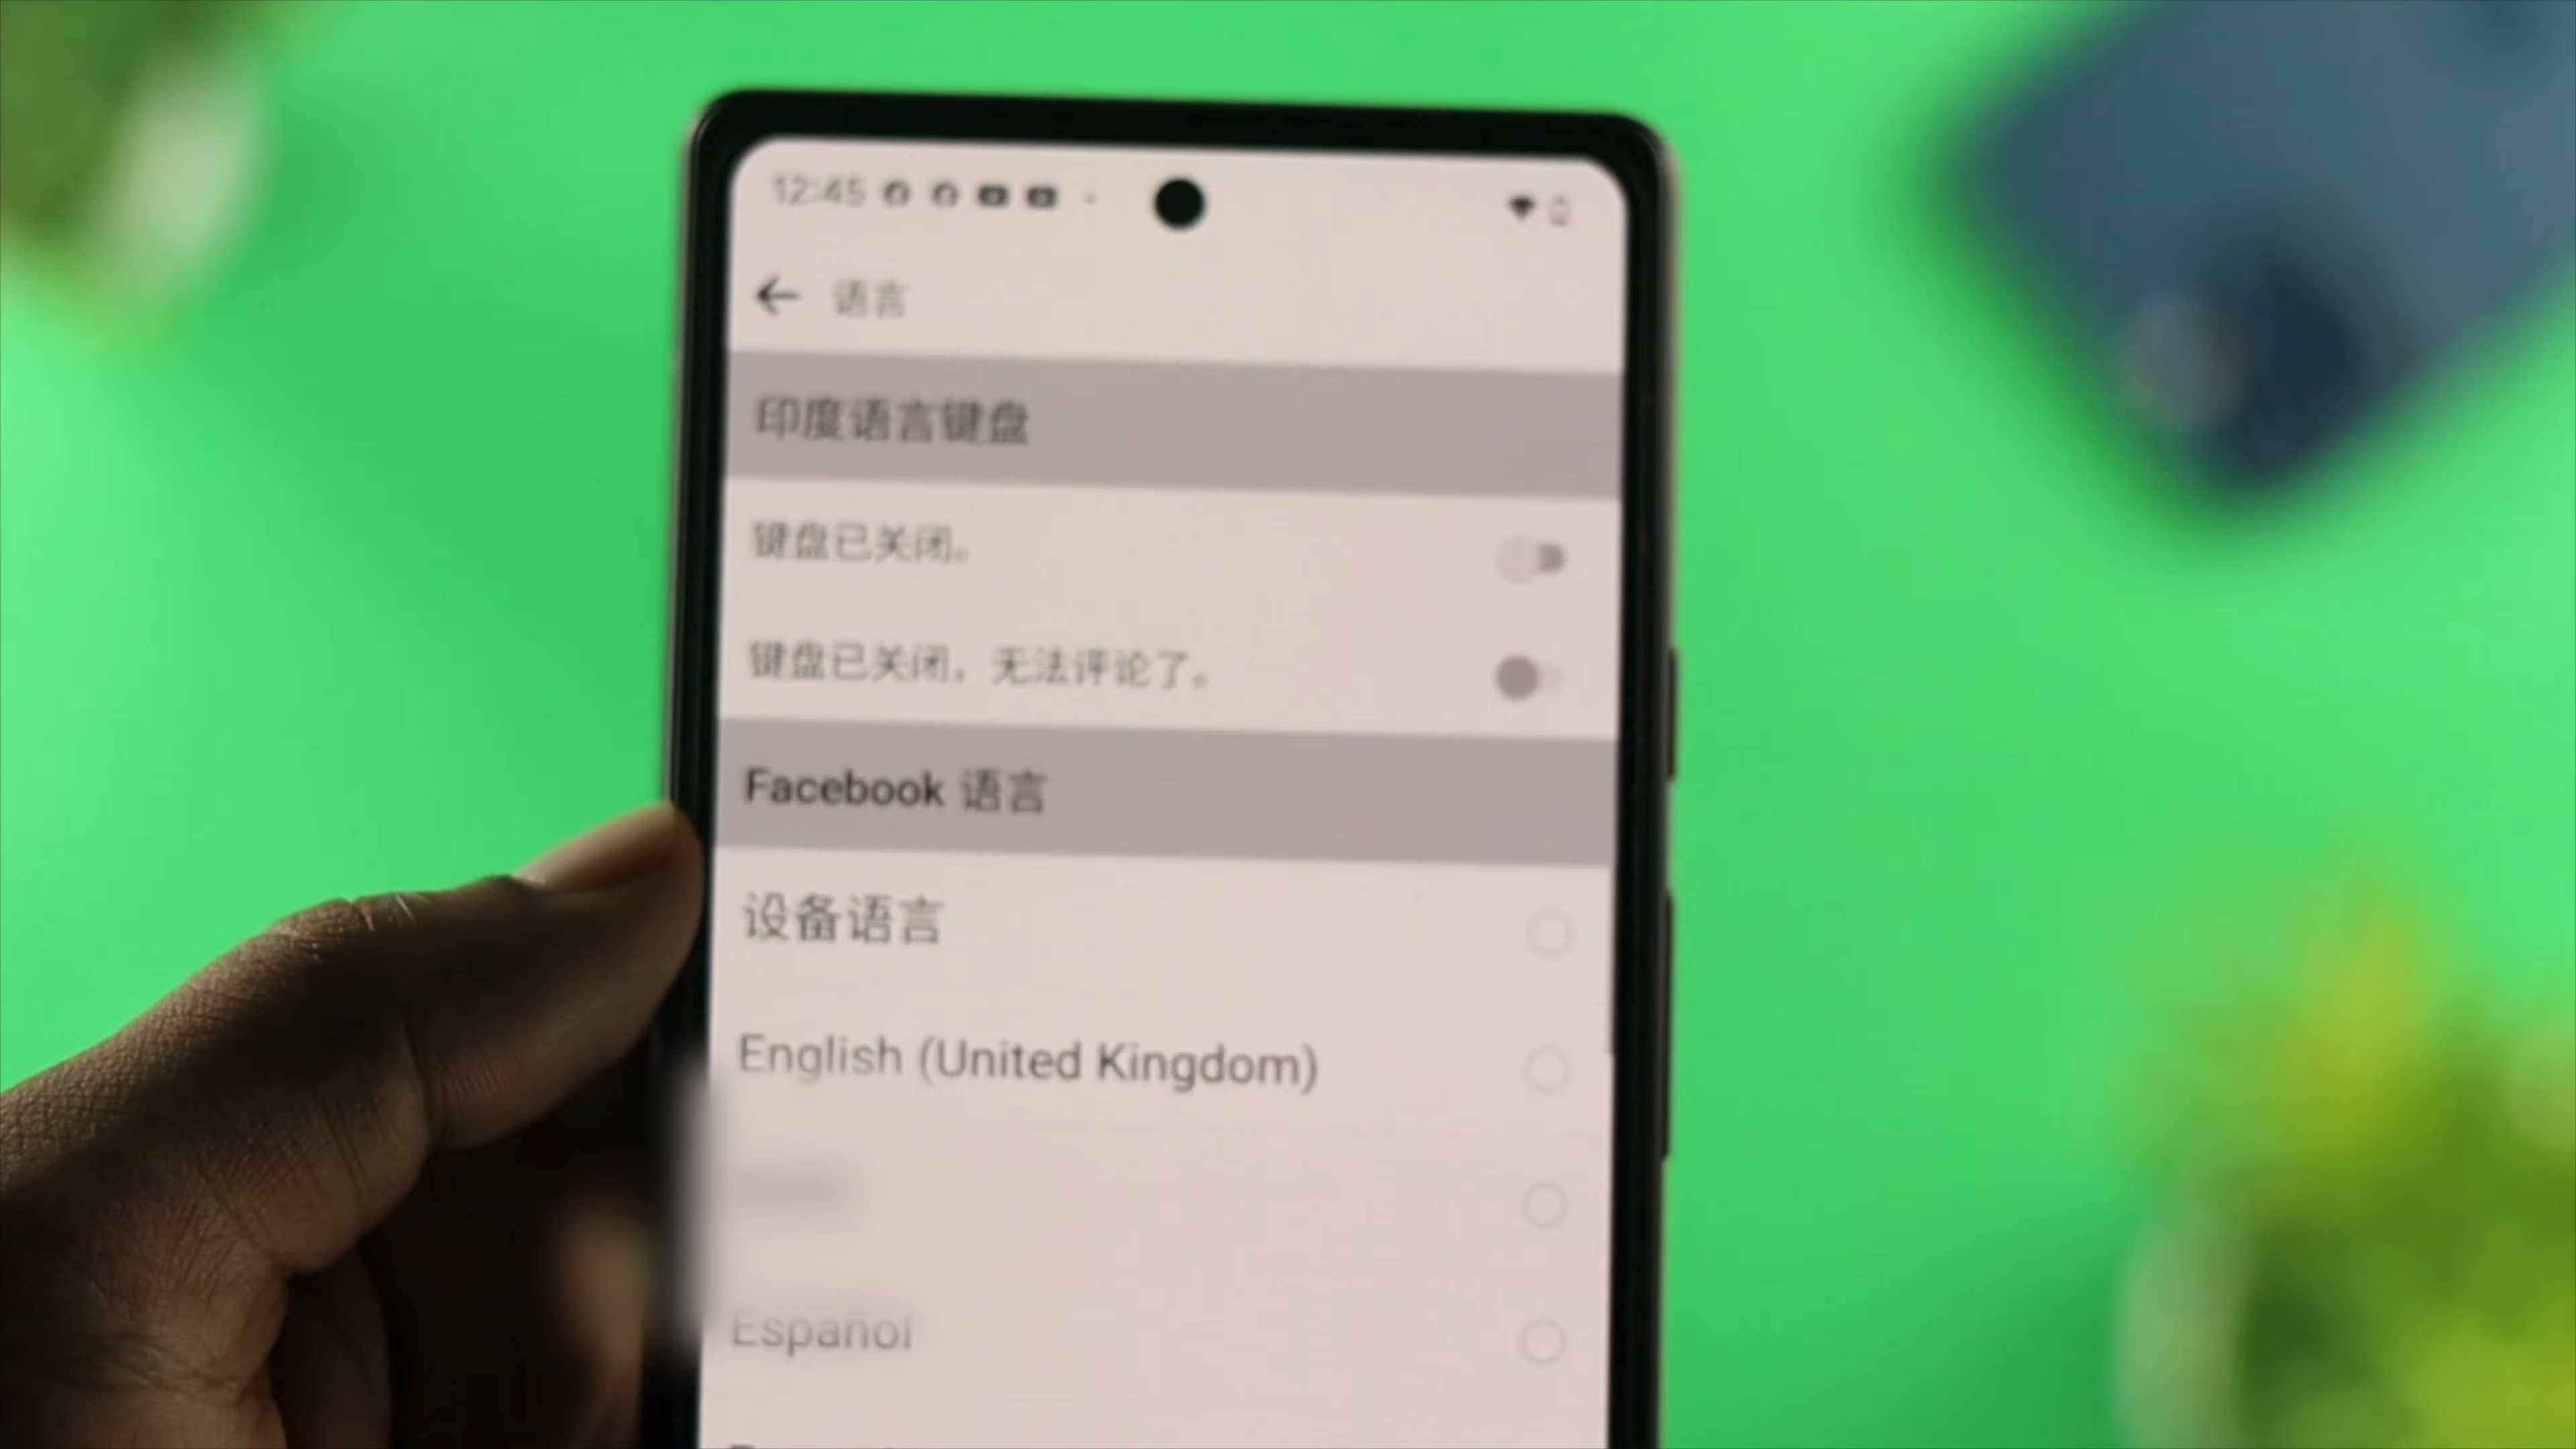 12:45
语言
印度语言键盘
键盘已关闭。
键盘已关闭，无法评论了。
Facebook 语言
设备语言
English (United Kingdom)
Español